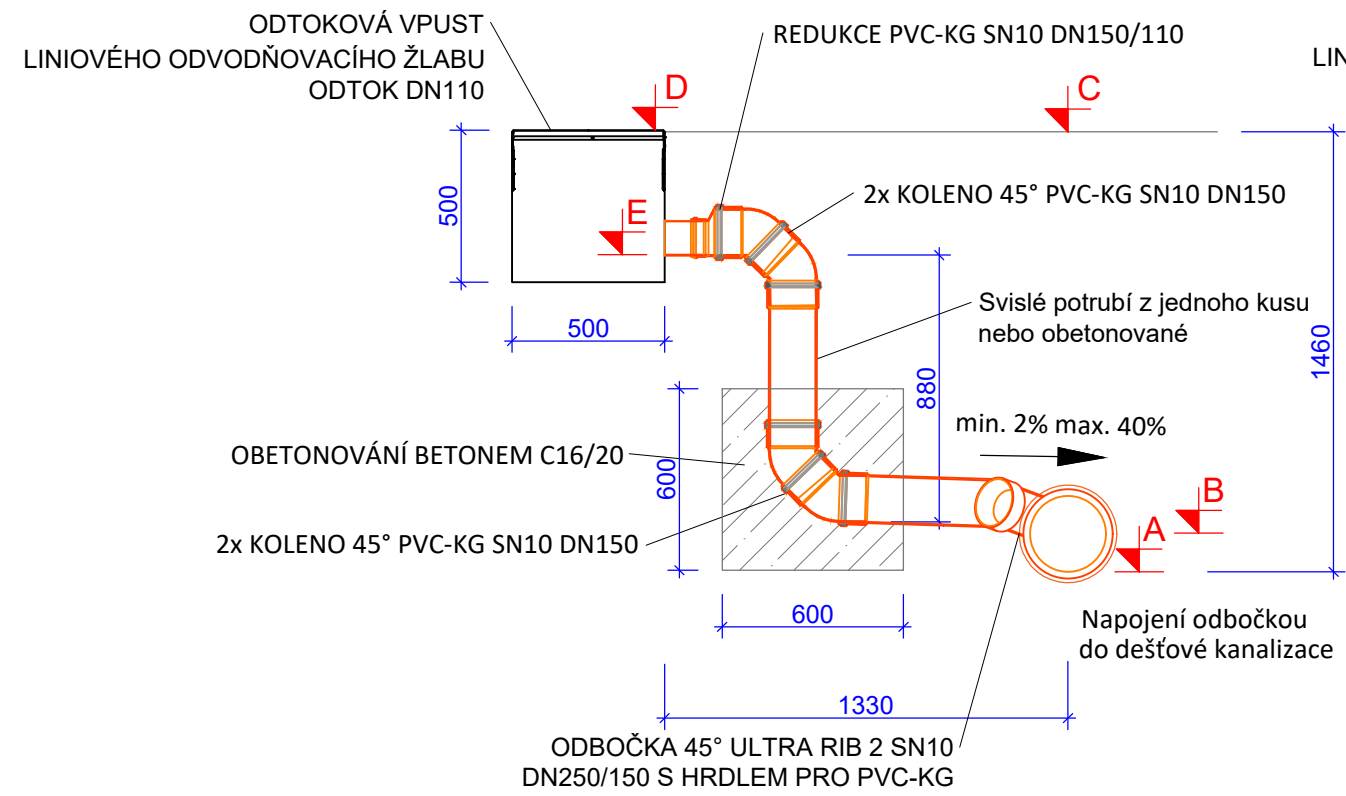 ODTOKOVÁ VPUST
LINIOVÉHO ODVODŇOVACÍHO ŽLABU
ODTOK DN110
REDUKCE PVC-KG SN10 DN150/110
LIN
D
C
500
E
2x KOLENO 45° PVC-KG SN10 DN150
500
Svislé potrubí z jednoho kusu
nebo obetonované
1460
880
min. 2% max. 40%
OBETONOVÁNÍ BETONEM C16/20
600
B
A
2x KOLENO 45° PVC-KG SN10 DN150
600
Napojení odbočkou
do dešťové kanalizace
1330
ODBOČKA 45° ULTRA RIB 2 SN10
DN250/150 S HRDLEM PRO PVC-KG